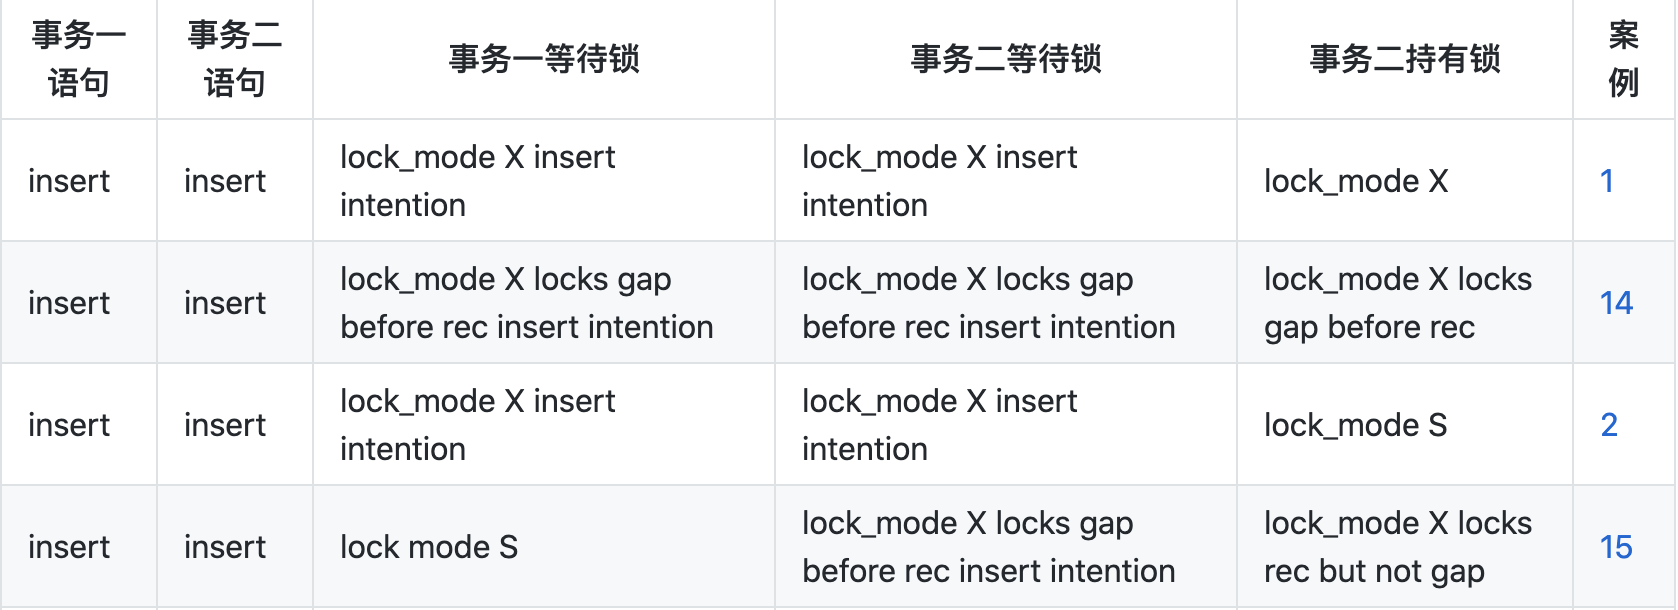 事务一
语句
事务二
语句
事务一等待锁
事务二等待锁
事务二持有锁
案
例
insert
insert
lock_mode X insert
intention
lock_mode X insert
intention
lock_mode X
1
insert
insert
lock_mode X locks gap
before rec insert intention
lock_mode X locks gap
before rec insert intention
lock_mode X locks
gap before rec
14
insert
insert
lock_mode X insert
intention
lock_mode X insert
intention
lock_mode S
2
insert
insert
lock mode S
lock_mode X locks gap
before rec insert intention
lock_mode X locks
rec but not gap
15